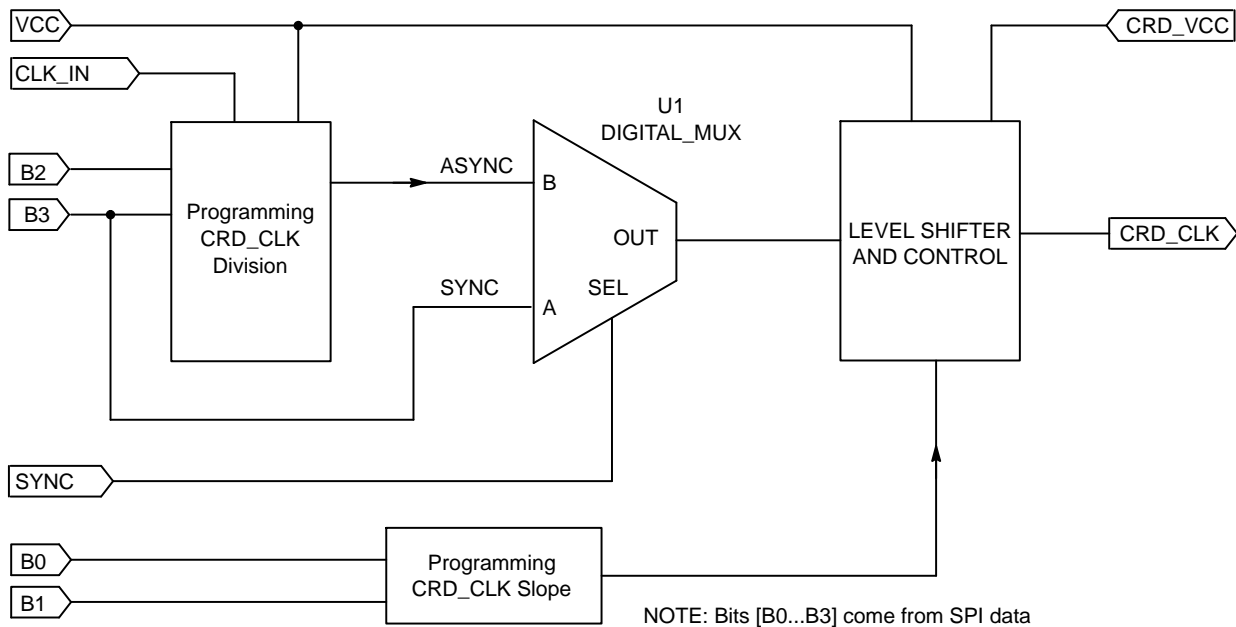 VCC
CRD_VCC
CLK_IN
U1
DIGITAL_MUX
B2
ASYNC
B
B3
Programming
CRD_CLK
Division
OUT
LEVEL SHIFTER
AND CONTROL
CRD_CLK
SYNC
SEL
A
SYNC
B0
Programming
CRD_CLK Slope
B1
NOTE: Bits [B0...B3] come from SPI data